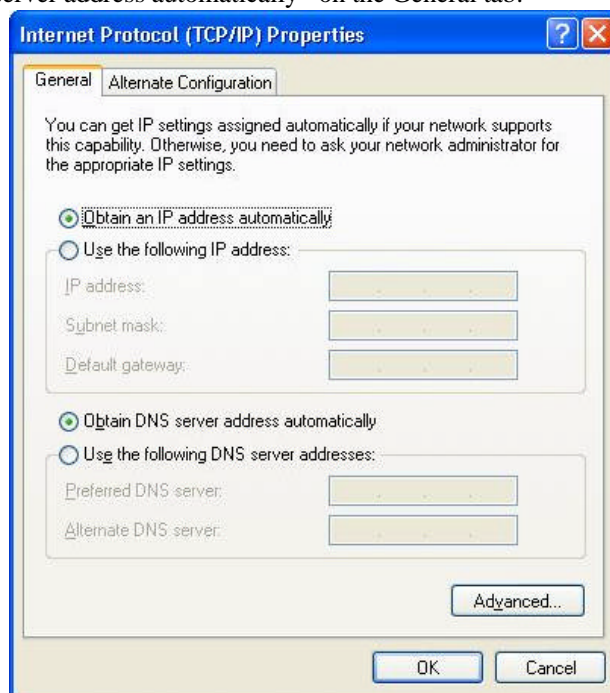 server address automatically" on the General tab.
Internet Protocol (TCP/IP) Properties
General
Alternate Configuration
You can get IP settings assigned automatically if your network supports
this capability. Otherwise, you need to ask your network administrator for
the appropriate IP settings.
Obtain an IP address automatically
Use the following IP address:
IP address:
Subnet mask:
Default gateway:
Obtain DNS server address automatically
Use the following DNS server addresses:
Preferred DNS server:
Alternate DNS server:
Advanced...
OK
Cancel